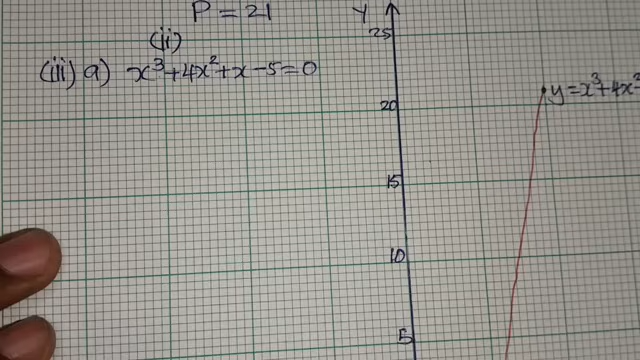 P = 21
(ii)
(iii) a) x³+4x²+x-5=0
Y
25
20
y=x³+4x²-
15
10
5